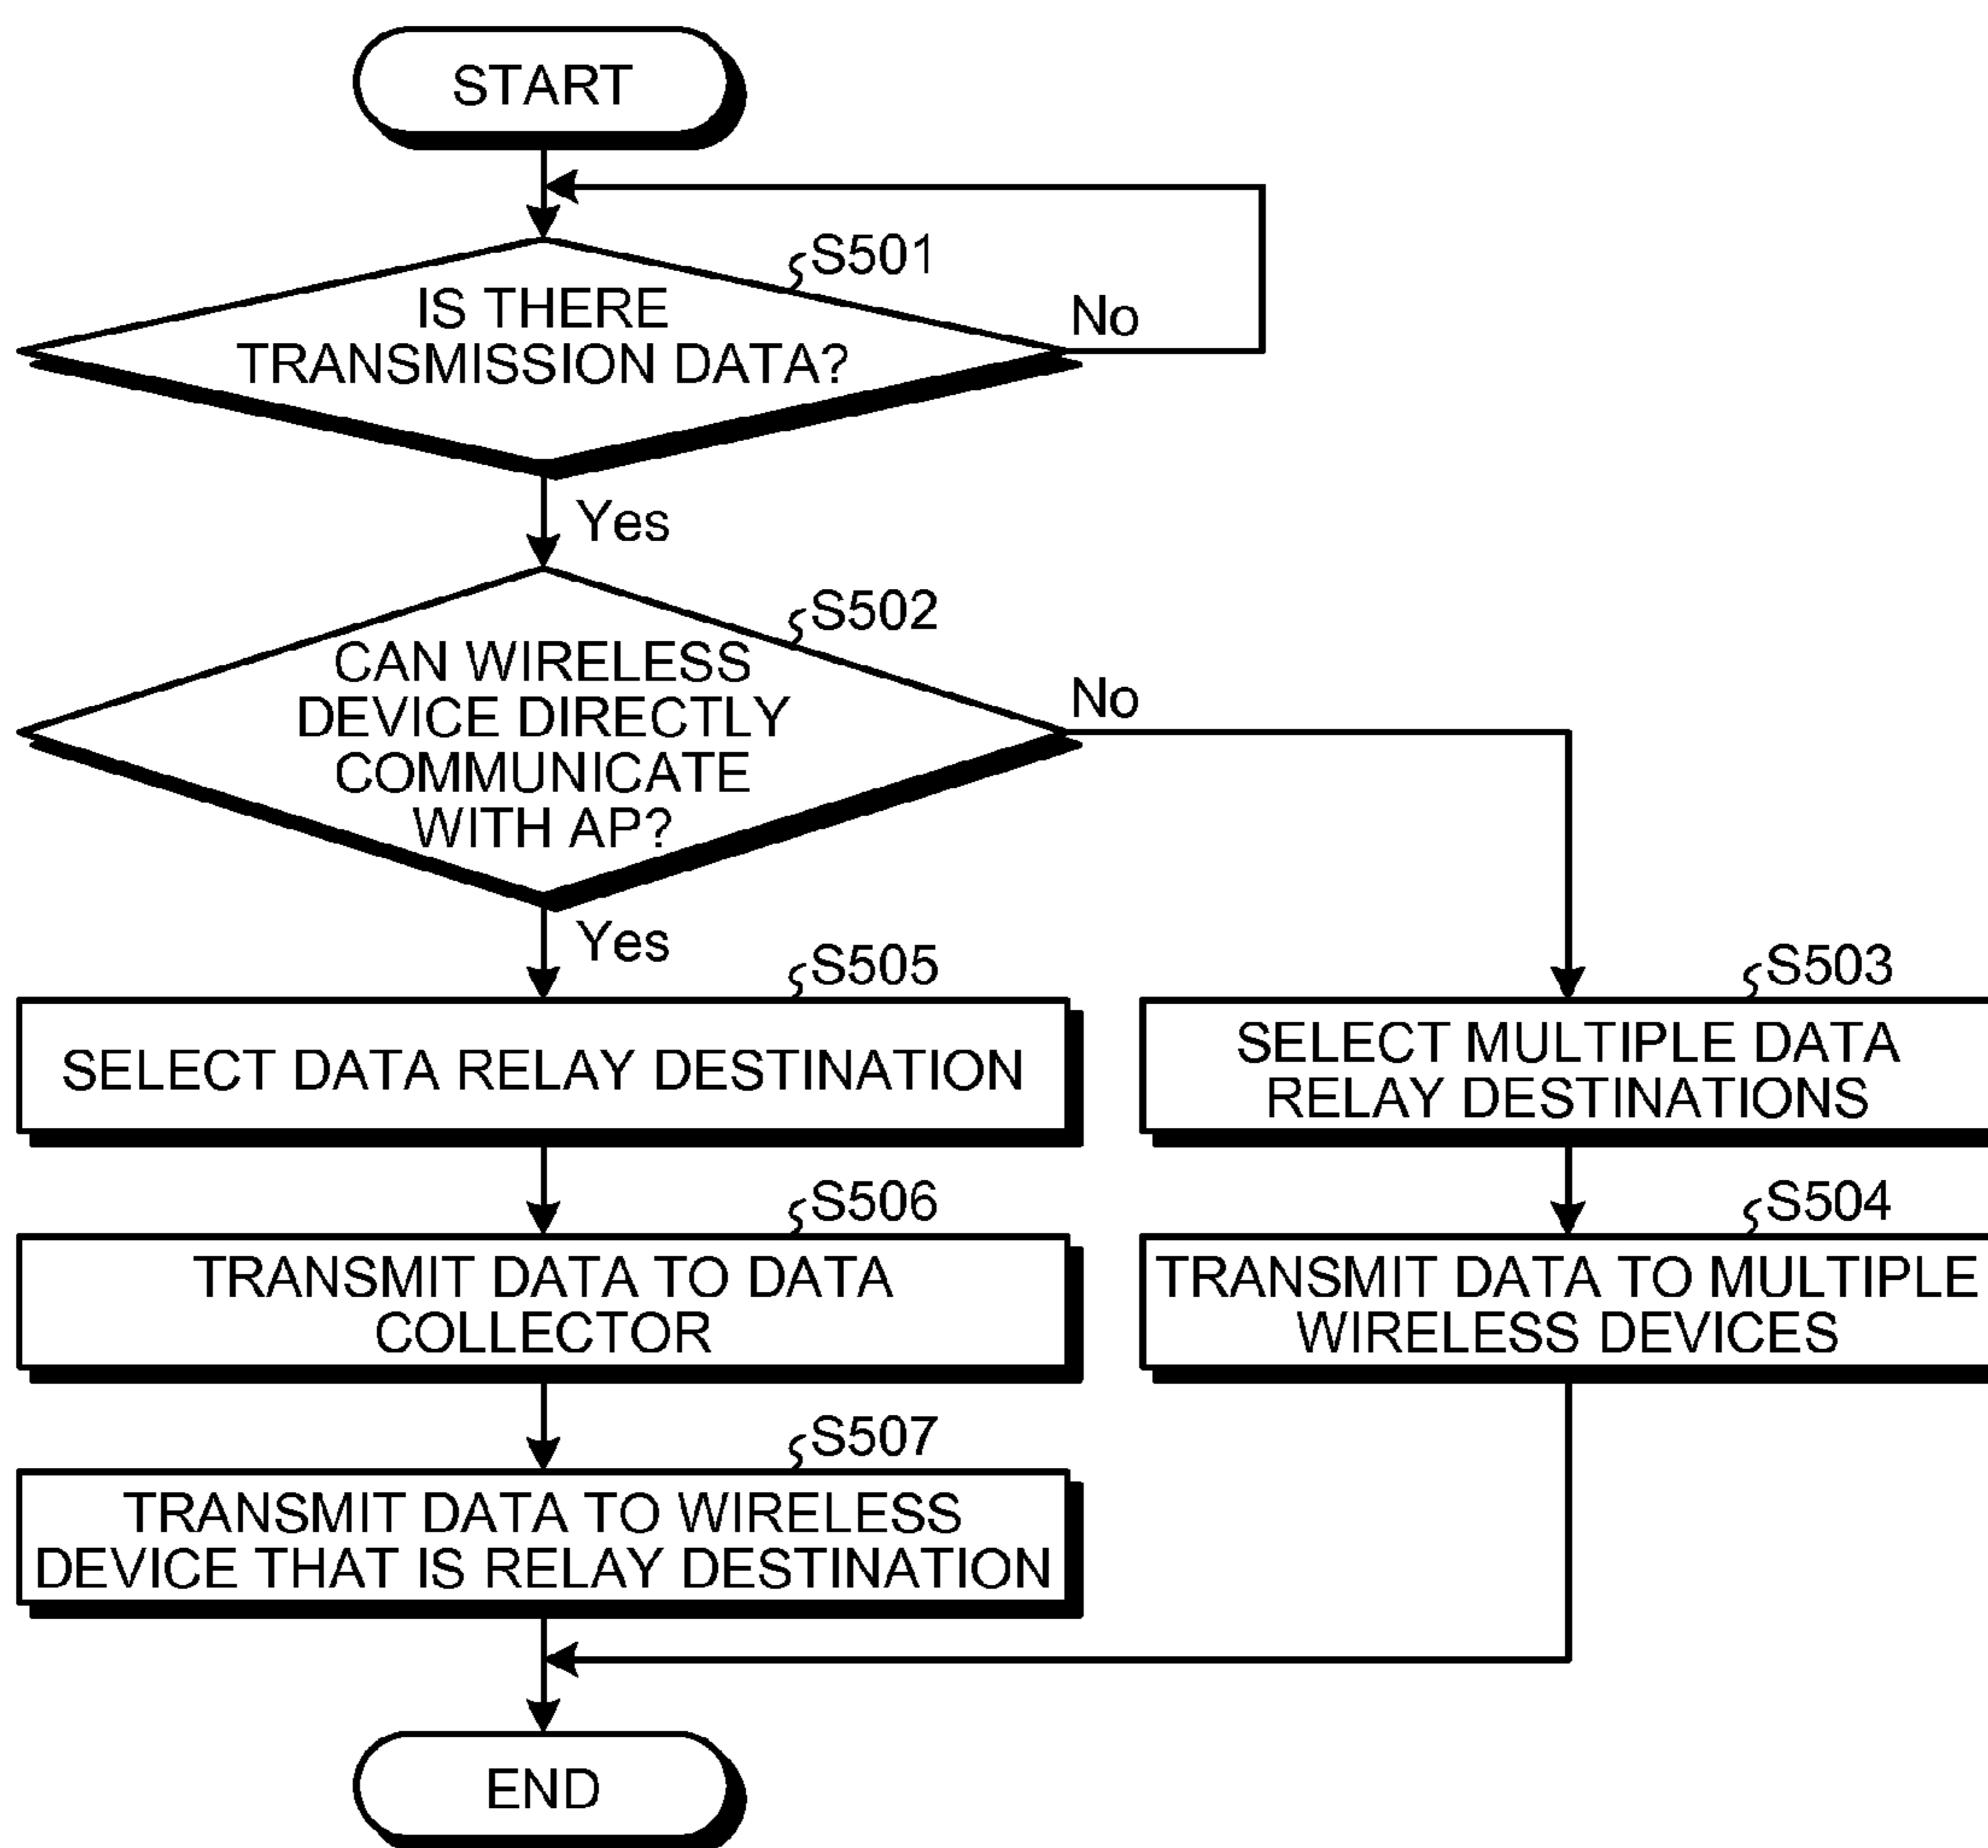 START
S501
IS THERE
TRANSMISSION DATA?
No
Yes
S502
CAN WIRELESS
DEVICE DIRECTLY
COMMUNICATE
WITH AP?
No
Yes
S505
SELECT DATA RELAY DESTINATION
S503
SELECT MULTIPLE DATA
RELAY DESTINATIONS
S506
TRANSMIT DATA TO DATA
COLLECTOR
S504
TRANSMIT DATA TO MULTIPLE
WIRELESS DEVICES
S507
TRANSMIT DATA TO WIRELESS
DEVICE THAT IS RELAY DESTINATION
END